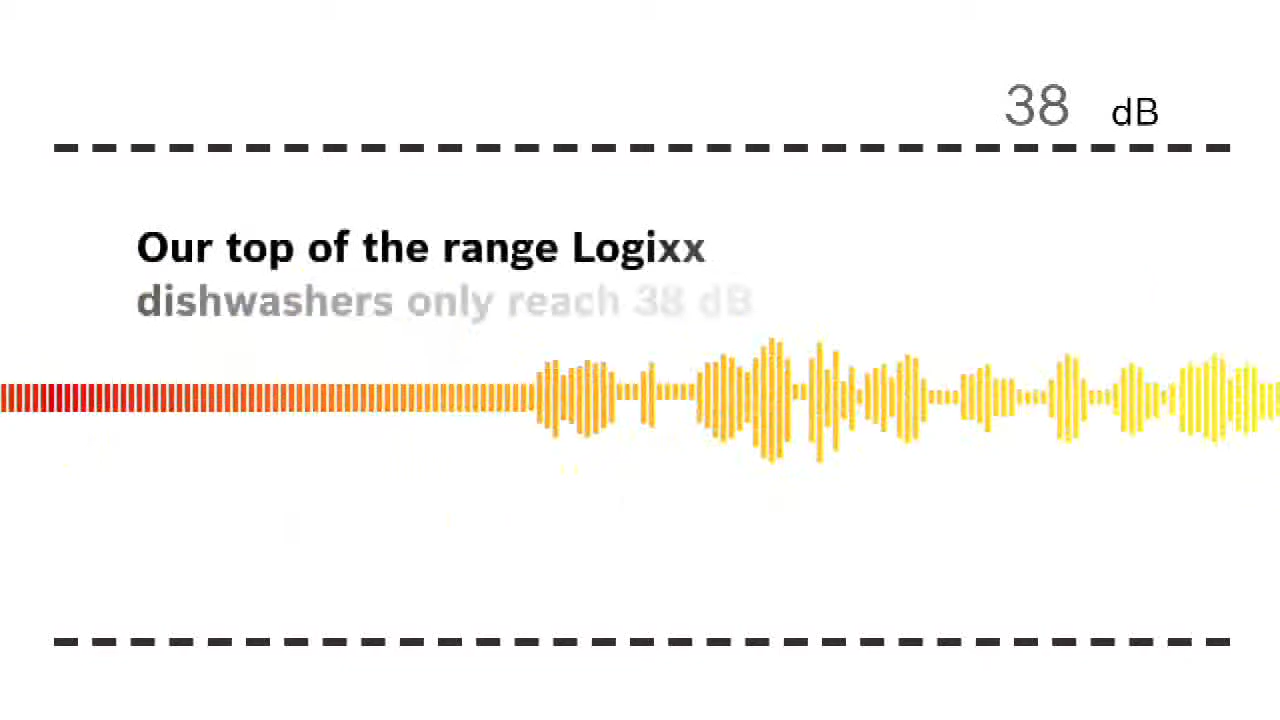 38 dB
Our top of the range Logixx
dishwashers only reach 38 dB